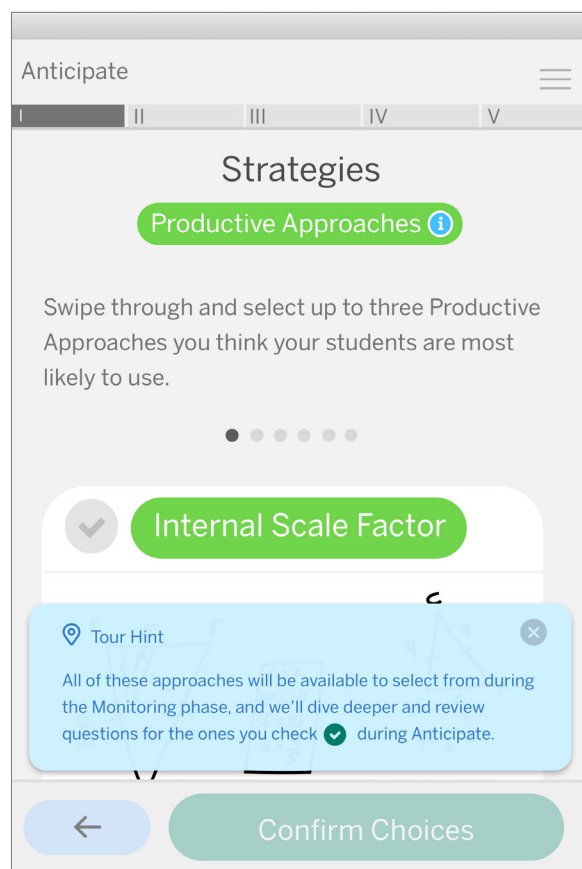 Anticipate
I II III IV V
Strategies
Productive Approaches i
Swipe through and select up to three Productive
Approaches you think your students are most
likely to use.
Internal Scale Factor
Tour Hint
All of these approaches will be available to select from during
the Monitoring phase, and we’ll dive deeper and review
questions for the ones you check during Anticipate.
Confirm Choices